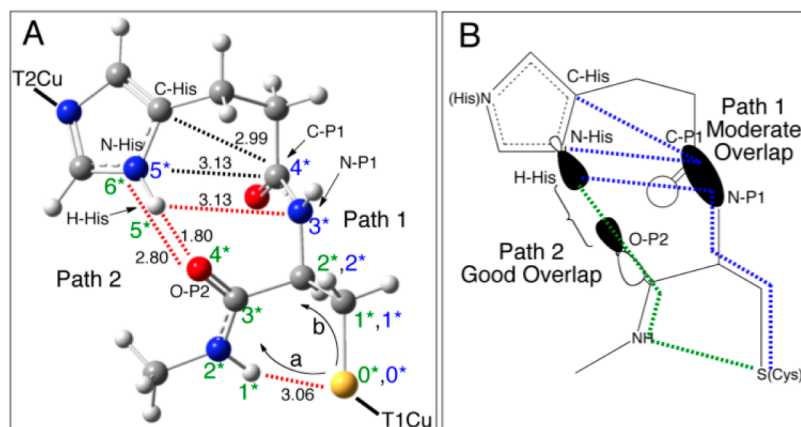 A
T2Cu
C-His
N-His
5*
6*
H-His
5*
2.99
3.13
3.13
1.80
2.80
C-P1
4*
N-P1
3*
Path 1
Path 2
4*
O-P2
3*
2*, 2*
1*, 1*
b
a
2*
1*
3.06
0*, 0*
T1Cu
B
C-His
(His)N
N-His
H-His
C-P1
Path 1
Moderate
Overlap
N-P1
O-P2
Path 2
Good Overlap
NH
S(Cys)